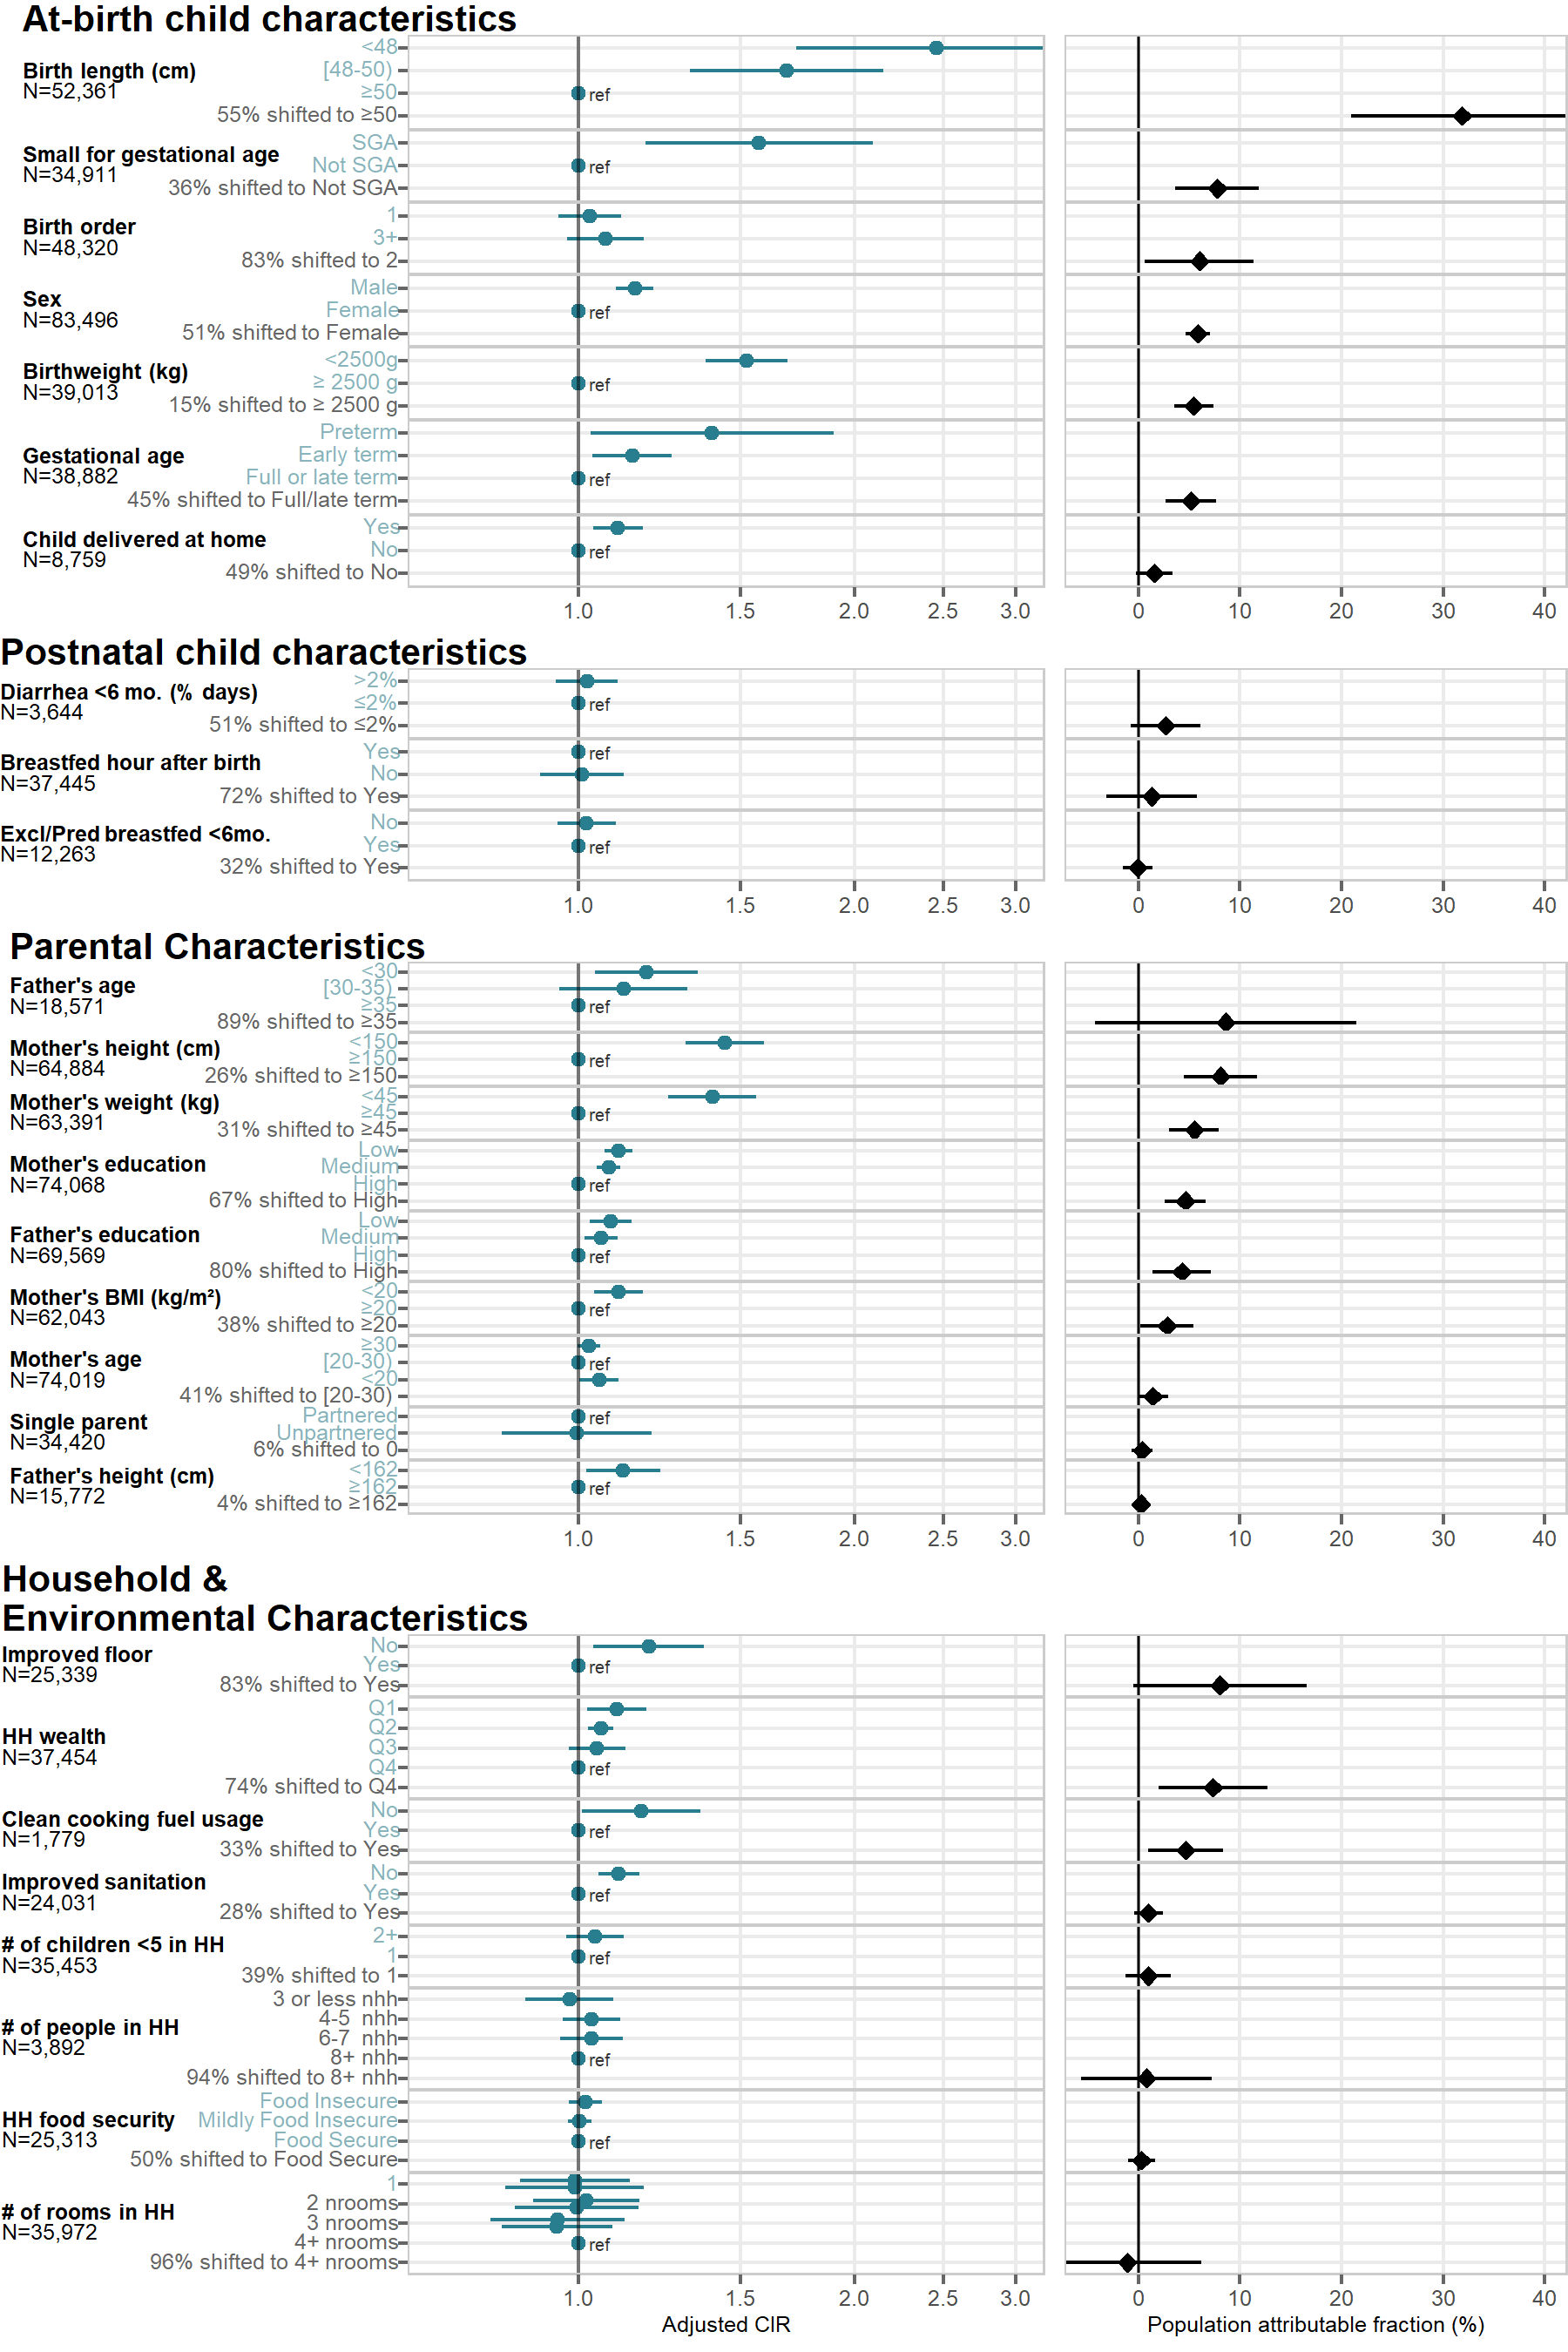 At-birth child characteristics
Birth length (cm)
N=52,361
<48
[48-50)
≥50
55% shifted to ≥50
ref
Small for gestational age
N=34,911
SGA
Not SGA
36% shifted to Not SGA
ref
Birth order
N=48,320
1
3+
83% shifted to 2
Sex
N=83,496
Male
Female
51% shifted to Female
ref
Birthweight (kg)
N=39,013
<2500g
≥ 2500 g
15% shifted to ≥ 2500 g
ref
Gestational age
N=38,882
Preterm
Early term
Full or late term
45% shifted to Full/late term
ref
Child delivered at home
N=8,759
Yes
No
49% shifted to No
ref
1.0 1.5 2.0 2.5 3.0 0 10 20 30 40
Postnatal child characteristics
Diarrhea <6 mo. (% days)
N=3,644
>2%
≤2%
51% shifted to ≤2%
ref
Breastfed hour after birth
N=37,445
Yes
No
72% shifted to Yes
ref
Excl/Pred breastfed <6mo.
N=12,263
No
Yes
32% shifted to Yes
ref
1.0 1.5 2.0 2.5 3.0 0 10 20 30 40
Parental Characteristics
Father's age
N=18,571
<30
[30-35)
≥35
89% shifted to ≥35
ref
Mother's height (cm)
N=64,884
<150
≥150
26% shifted to ≥150
ref
Mother's weight (kg)
N=63,391
<45
≥45
31% shifted to ≥45
ref
Mother's education
N=74,068
Low
Medium
High
67% shifted to High
ref
Father's education
N=69,569
Low
Medium
High
80% shifted to High
ref
Mother's BMI (kg/m²)
N=62,043
<20
≥20
38% shifted to ≥20
ref
Mother's age
N=74,019
≥30
[20-30)
<20
41% shifted to [20-30)
ref
Single parent
N=34,420
Partnered
Unpartnered
6% shifted to 0
ref
Father's height (cm)
N=15,772
<162
≥162
4% shifted to ≥162
ref
1.0 1.5 2.0 2.5 3.0 0 10 20 30 40
Household &
Environmental Characteristics
Improved floor
N=25,339
No
Yes
83% shifted to Yes
ref
HH wealth
N=37,454
Q1
Q2
Q3
Q4
74% shifted to Q4
ref
Clean cooking fuel usage
N=1,779
No
Yes
33% shifted to Yes
ref
Improved sanitation
N=24,031
No
Yes
28% shifted to Yes
ref
# of children <5 in HH
N=35,453
2+
1
39% shifted to 1
ref
# of people in HH
N=3,892
3 or less nhh
4-5 nhh
6-7 nhh
8+ nhh
94% shifted to 8+ nhh
ref
HH food security
N=25,313
Food Insecure
Mildly Food Insecure
Food Secure
50% shifted to Food Secure
ref
# of rooms in HH
N=35,972
1
2 nrooms
3 nrooms
4+ nrooms
96% shifted to 4+ nrooms
ref
1.0 1.5 2.0 2.5 3.0 0 10 20 30 40
Adjusted CIR
Population attributable fraction (%)